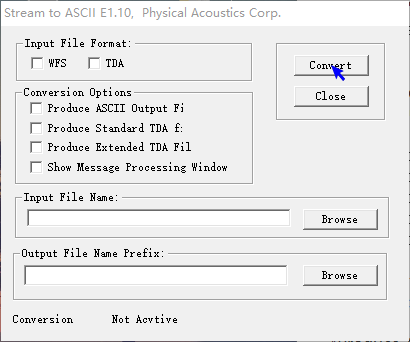 Stream to ASCII E1.10, Physical Acoustics Corp.
Input File Format:
WFS TDA
Convert
Close
Conversion Options
Produce ASCII Output Fi
Produce Standard TDA f:
Produce Extended TDA Fil
Show Message Processing Window
Input File Name:
Browse
Output File Name Prefix:
Browse
Conversion Not Acvtive